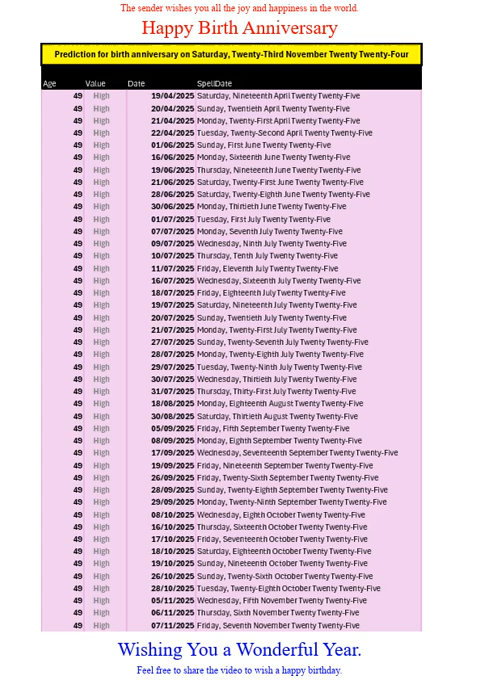 The sender wishes you all the joy and happiness in the world.
Happy Birth Anniversary
Prediction for birth anniversary on Saturday, Twenty-Third November Twenty Twenty-Four
Age Value Date SpellDate
49 High 19/04/2025 Saturday, Nineteenth April Twenty Twenty-Five
49 High 20/04/2025 Sunday, Twentieth April Twenty Twenty-Five
49 High 21/04/2025 Monday, Twenty-First April Twenty Twenty-Five
49 High 22/04/2025 Tuesday, Twenty-Second April Twenty Twenty-Five
49 High 01/06/2025 Sunday, First June Twenty Twenty-Five
49 High 16/06/2025 Monday, Sixteenth June Twenty Twenty-Five
49 High 19/06/2025 Thursday, Nineteenth June Twenty Twenty-Five
49 High 21/06/2025 Saturday, Twenty-First June Twenty Twenty-Five
49 High 28/06/2025 Saturday, Twenty-Eighth June Twenty Twenty-Five
49 High 30/06/2025 Monday, Thirtieth June Twenty Twenty-Five
49 High 01/07/2025 Tuesday, First July Twenty Twenty-Five
49 High 07/07/2025 Monday, Seventh July Twenty Twenty-Five
49 High 09/07/2025 Wednesday, Ninth July Twenty Twenty-Five
49 High 10/07/2025 Thursday, Tenth July Twenty Twenty-Five
49 High 11/07/2025 Friday, Eleventh July Twenty Twenty-Five
49 High 16/07/2025 Wednesday, Sixteenth July Twenty Twenty-Five
49 High 18/07/2025 Friday, Eighteenth July Twenty Twenty-Five
49 High 19/07/2025 Saturday, Nineteenth July Twenty Twenty-Five
49 High 20/07/2025 Sunday, Twentieth July Twenty Twenty-Five
49 High 21/07/2025 Monday, Twenty-First July Twenty Twenty-Five
49 High 27/07/2025 Sunday, Twenty-Seventh July Twenty Twenty-Five
49 High 28/07/2025 Monday, Twenty-Eighth July Twenty Twenty-Five
49 High 29/07/2025 Tuesday, Twenty-Ninth July Twenty Twenty-Five
49 High 30/07/2025 Wednesday, Thirtieth July Twenty Twenty-Five
49 High 31/07/2025 Thursday, Thirty-First July Twenty Twenty-Five
49 High 18/08/2025 Monday, Eighteenth August Twenty Twenty-Five
49 High 30/08/2025 Saturday, Thirtieth August Twenty Twenty-Five
49 High 05/09/2025 Friday, Fifth September Twenty Twenty-Five
49 High 08/09/2025 Monday, Eighth September Twenty Twenty-Five
49 High 17/09/2025 Wednesday, Seventeenth September Twenty Twenty-Five
49 High 19/09/2025 Friday, Nineteenth September Twenty Twenty-Five
49 High 26/09/2025 Friday, Twenty-Sixth September Twenty Twenty-Five
49 High 28/09/2025 Sunday, Twenty-Eighth September Twenty Twenty-Five
49 High 29/09/2025 Monday, Twenty-Ninth September Twenty Twenty-Five
49 High 08/10/2025 Wednesday, Eighth October Twenty Twenty-Five
49 High 16/10/2025 Thursday, Sixteenth October Twenty Twenty-Five
49 High 17/10/2025 Friday, Seventeenth October Twenty Twenty-Five
49 High 18/10/2025 Saturday, Eighteenth October Twenty Twenty-Five
49 High 19/10/2025 Sunday, Nineteenth October Twenty Twenty-Five
49 High 26/10/2025 Sunday, Twenty-Sixth October Twenty Twenty-Five
49 High 28/10/2025 Tuesday, Twenty-Eighth October Twenty Twenty-Five
49 High 05/11/2025 Wednesday, Fifth November Twenty Twenty-Five
49 High 06/11/2025 Thursday, Sixth November Twenty Twenty-Five
49 High 07/11/2025 Friday, Seventh November Twenty Twenty-Five
Wishing You a Wonderful Year.
Feel free to share the video to wish a happy birthday.